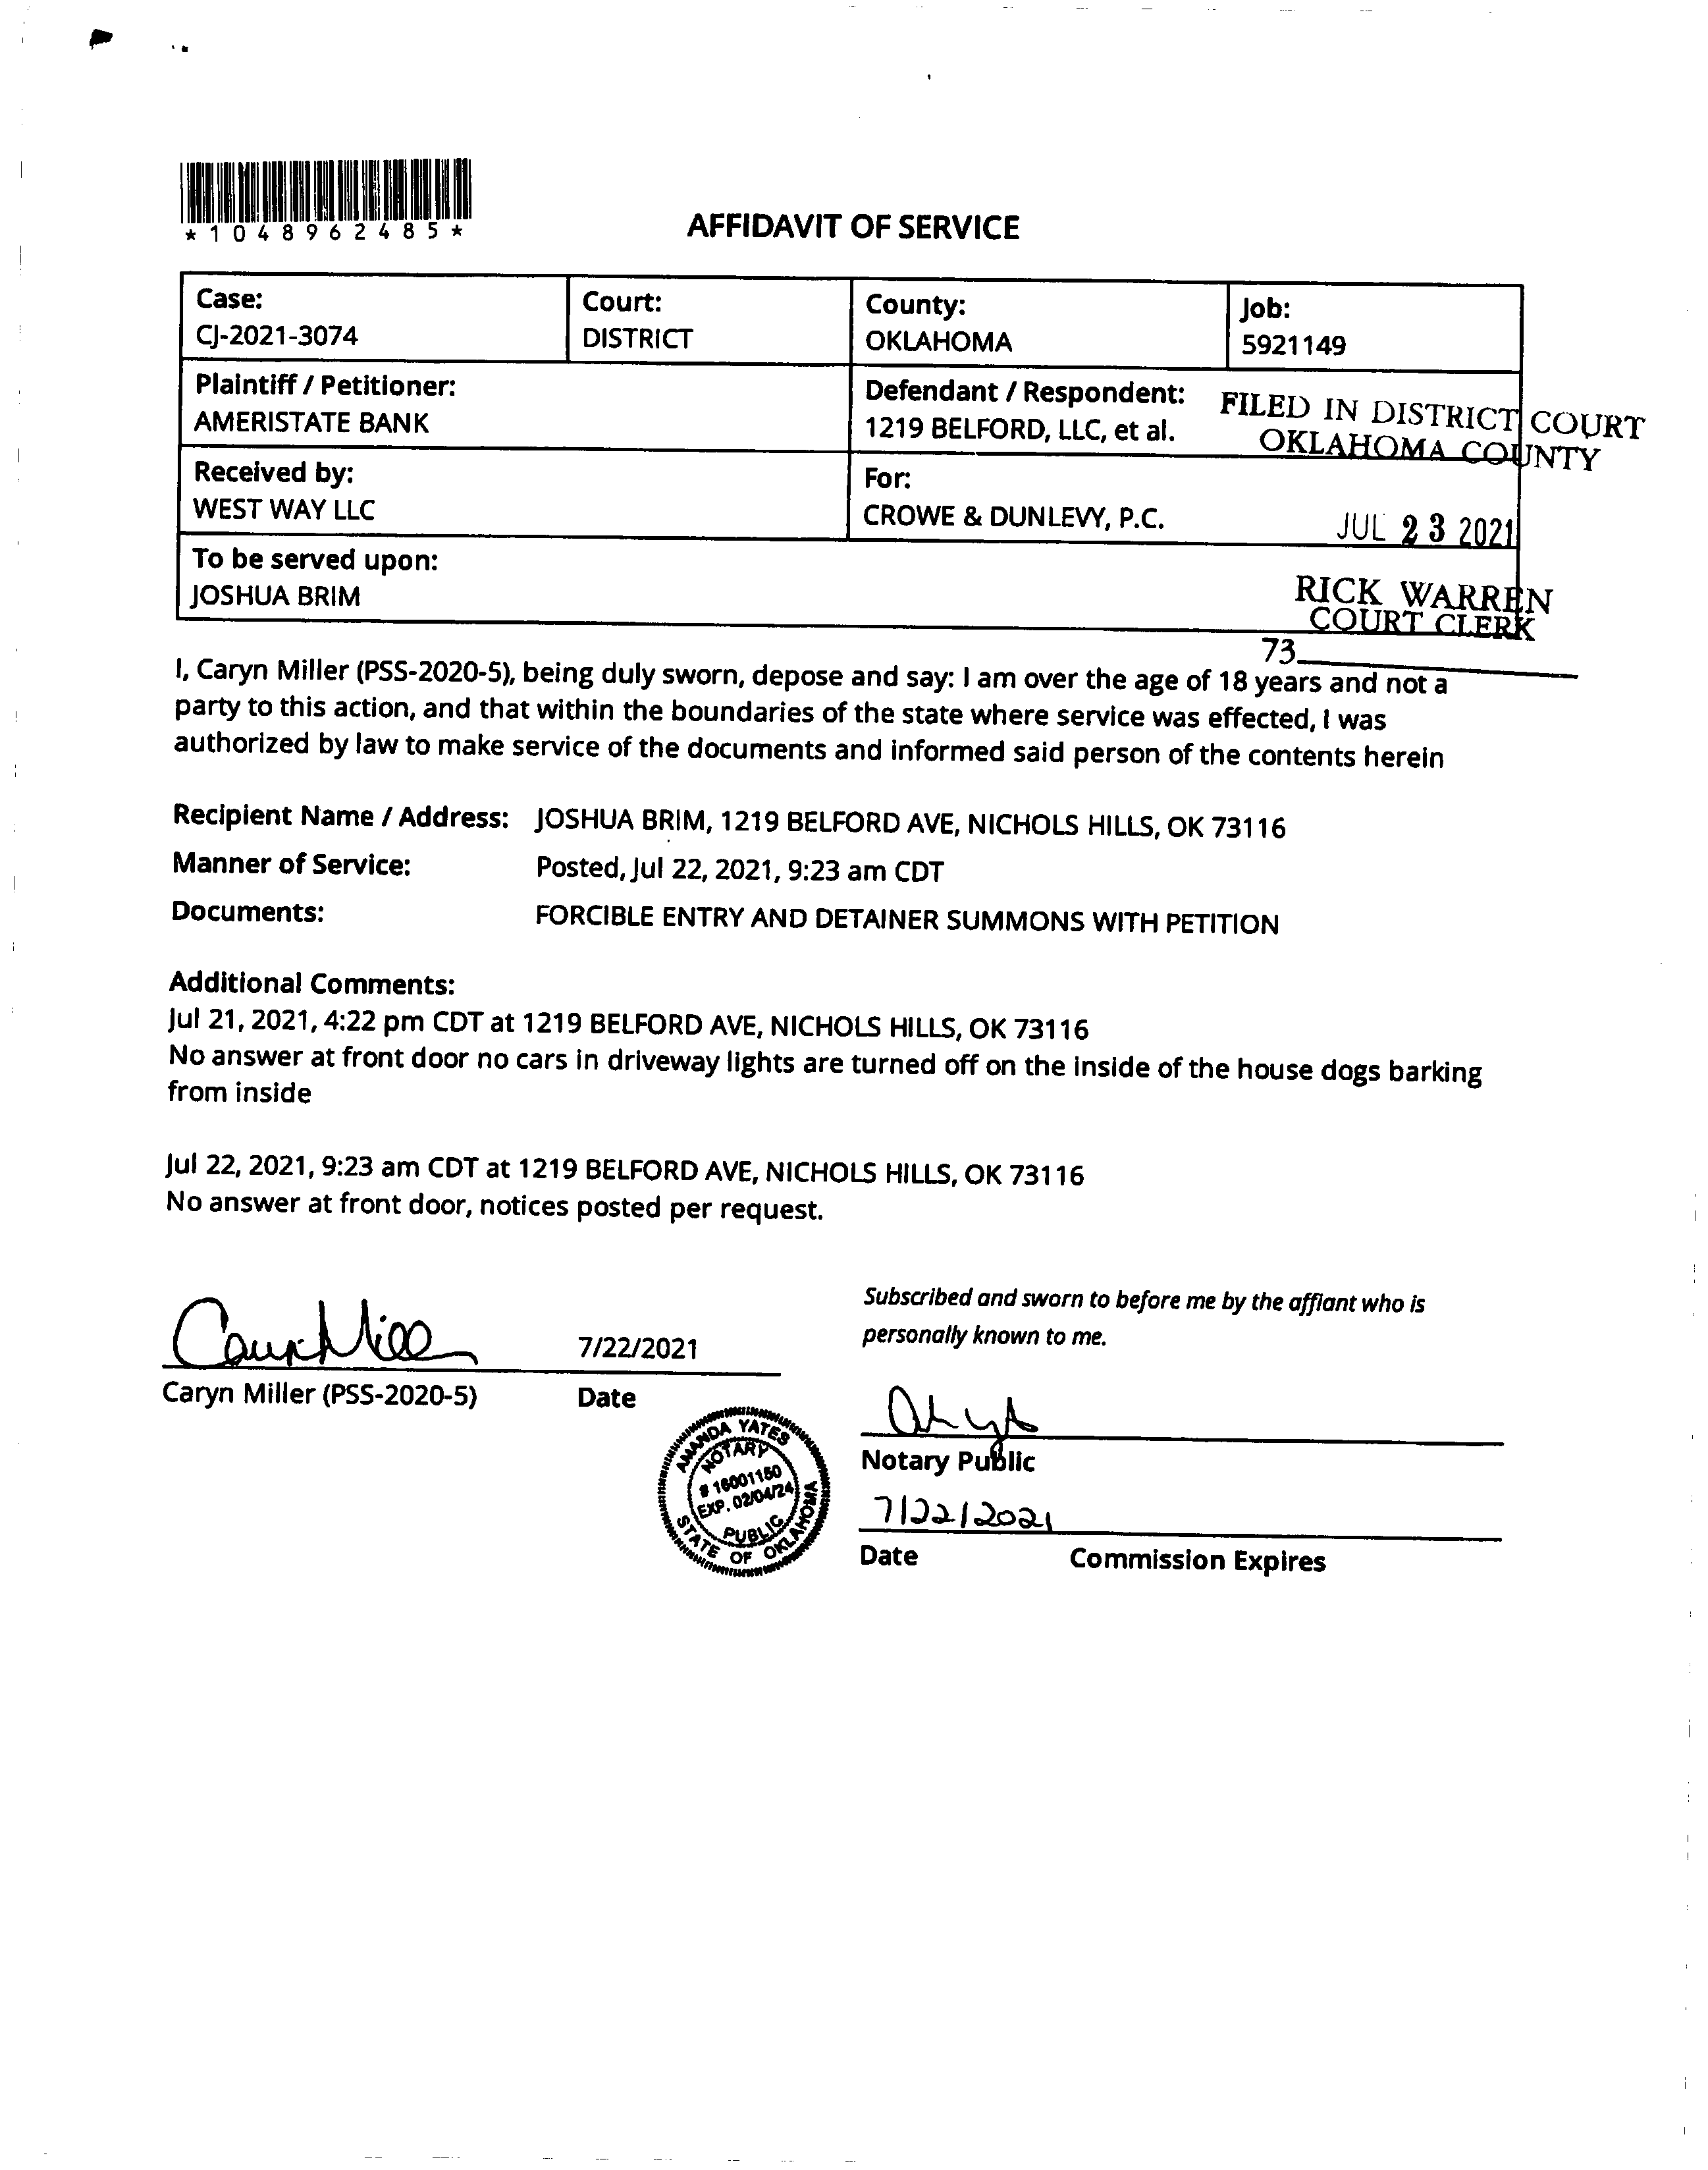 *1048962485*
AFFIDAVIT OF SERVICE
Case:
CJ-2021-3074
Court:
DISTRICT
County:
OKLAHOMA
Job:
5921149
Plaintiff / Petitioner:
AMERISTATE BANK
Defendant / Respondent:
1219 BELFORD, LLC, et al.
FILED IN DISTRICT COURT
OKLAHOMA COUNTY
Received by:
WEST WAY LLC
For:
CROWE & DUNLEVY, P.C.
JUL 23 2021
To be served upon:
JOSHUA BRIM
RICK WARREN
COURT CLERK
73
I, Caryn Miller (PSS-2020-5), being duly sworn, depose and say: I am over the age of 18 years and not a
party to this action, and that within the boundaries of the state where service was effected, I was
authorized by law to make service of the documents and informed said person of the contents herein
Recipient Name / Address: JOSHUA BRIM, 1219 BELFORD AVE, NICHOLS HILLS, OK 73116
Manner of Service: Posted, Jul 22, 2021, 9:23 am CDT
Documents: FORCIBLE ENTRY AND DETAINER SUMMONS WITH PETITION
Additional Comments:
Jul 21, 2021, 4:22 pm CDT at 1219 BELFORD AVE, NICHOLS HILLS, OK 73116
No answer at front door no cars in driveway lights are turned off on the inside of the house dogs barking
from inside
Jul 22, 2021, 9:23 am CDT at 1219 BELFORD AVE, NICHOLS HILLS, OK 73116
No answer at front door, notices posted per request.
7/22/2021
Caryn Miller (PSS-2020-5) Date
Subscribed and sworn to before me by the affiant who is
personally known to me.
Notary Public
7/22/2021
Date Commission Expires
AMANDA YATES
NOTARY
# 16001150
EXP. 02/04/24
PUBLIC
STATE OF OKLAHOMA